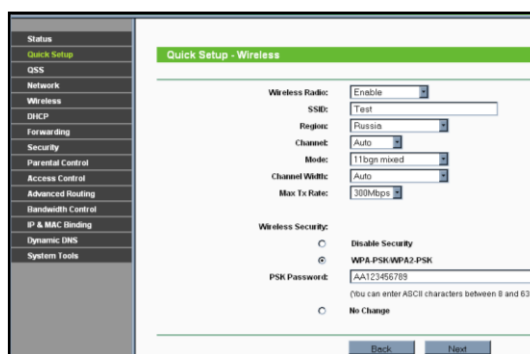 Status
Quick Setup
QSS
Network
Wireless
DHCP
Forwarding
Security
Parental Control
Access Control
Advanced Routing
Bandwidth Control
IP & MAC Binding
Dynamic DNS
System Tools
Quick Setup - Wireless
Wireless Radio: Enable
SSID: Test
Region: Russia
Channel: Auto
Mode: 11bgn mixed
Channel Width: Auto
Max Tx Rate: 300Mbps
Wireless Security:
Disable Security
WPA-PSK/WPA2-PSK
PSK Password: AA123456789
(You can enter ASCII characters between 8 and 63
No Change
Back Next